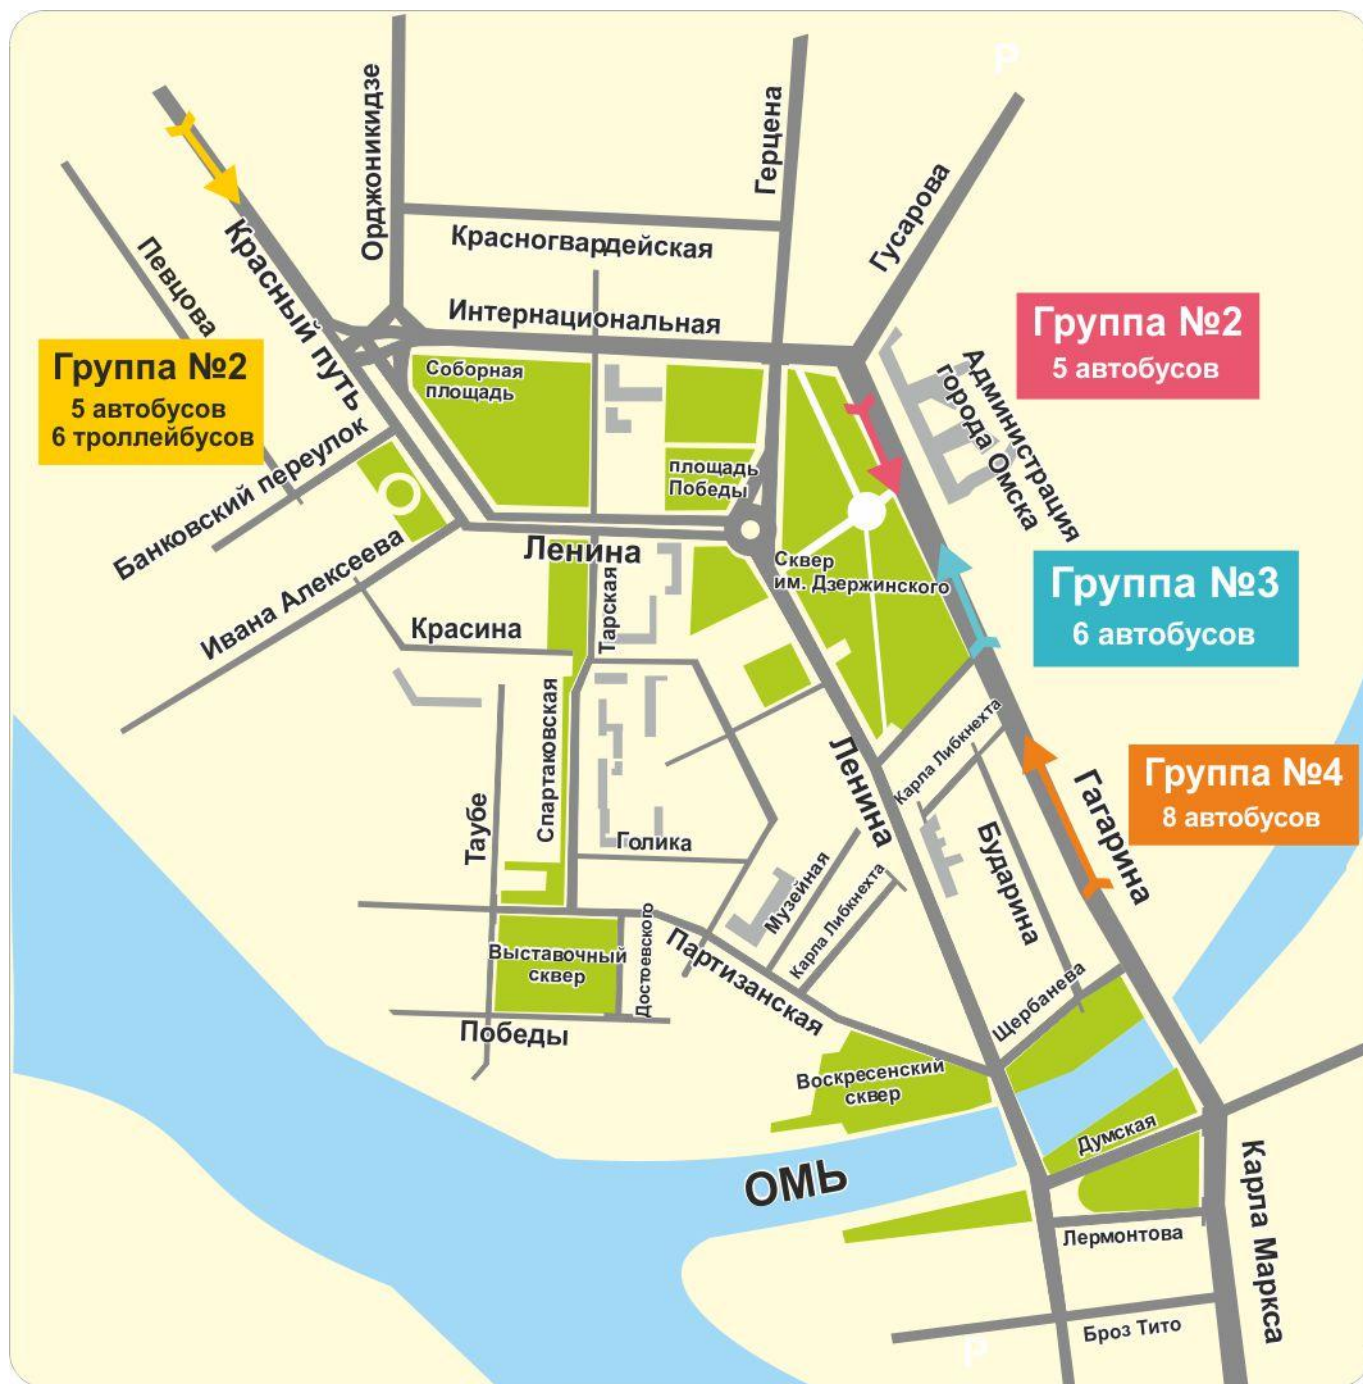 P
Орджоникидзе
Герцена
Гусарова
Красногвардейская
Певцова
Красный путь
Интернациональная
Группа №2
5 автобусов
Группа №2
5 автобусов
6 троллейбусов
Соборная
площадь
Администрация
города Омска
Банковский переулок
площадь
Победы
Ленина
Сквер
им. Дзержинского
Группа №3
6 автобусов
Ивана Алексеева
Красина
Тарская
Спартаковская
Ленина
Карла Либкнехта
Группа №4
8 автобусов
Гагарина
Таубе
Голика
Бударина
Музейная
Карла Либкнехта
Достоевского
Партизанская
Выставочный
сквер
Победы
Щербанева
Воскресенский
сквер
Думская
ОМЬ
Карла Маркса
Лермонтова
Броз Тито
P